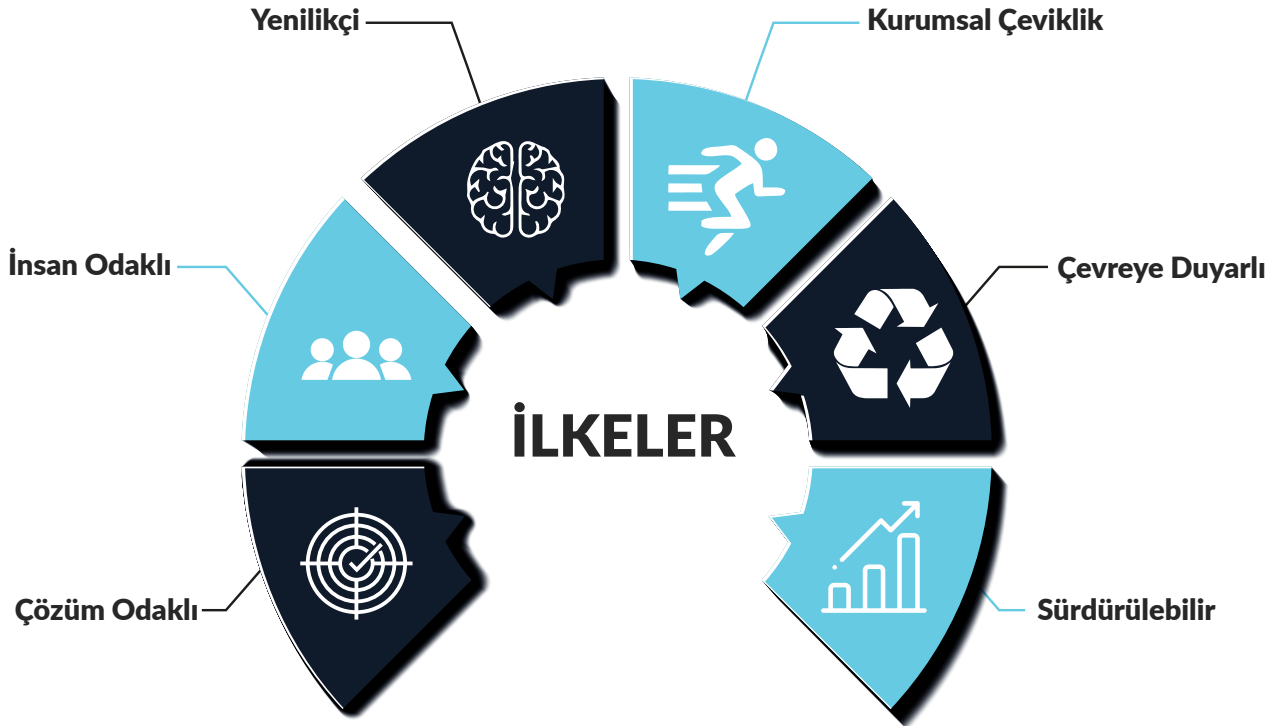 Yenilikçi
Kurumsal Çeviklik
İnsan Odaklı
Çevreye Duyarlı
İLKELER
Çözüm Odaklı
Sürdürülebilir